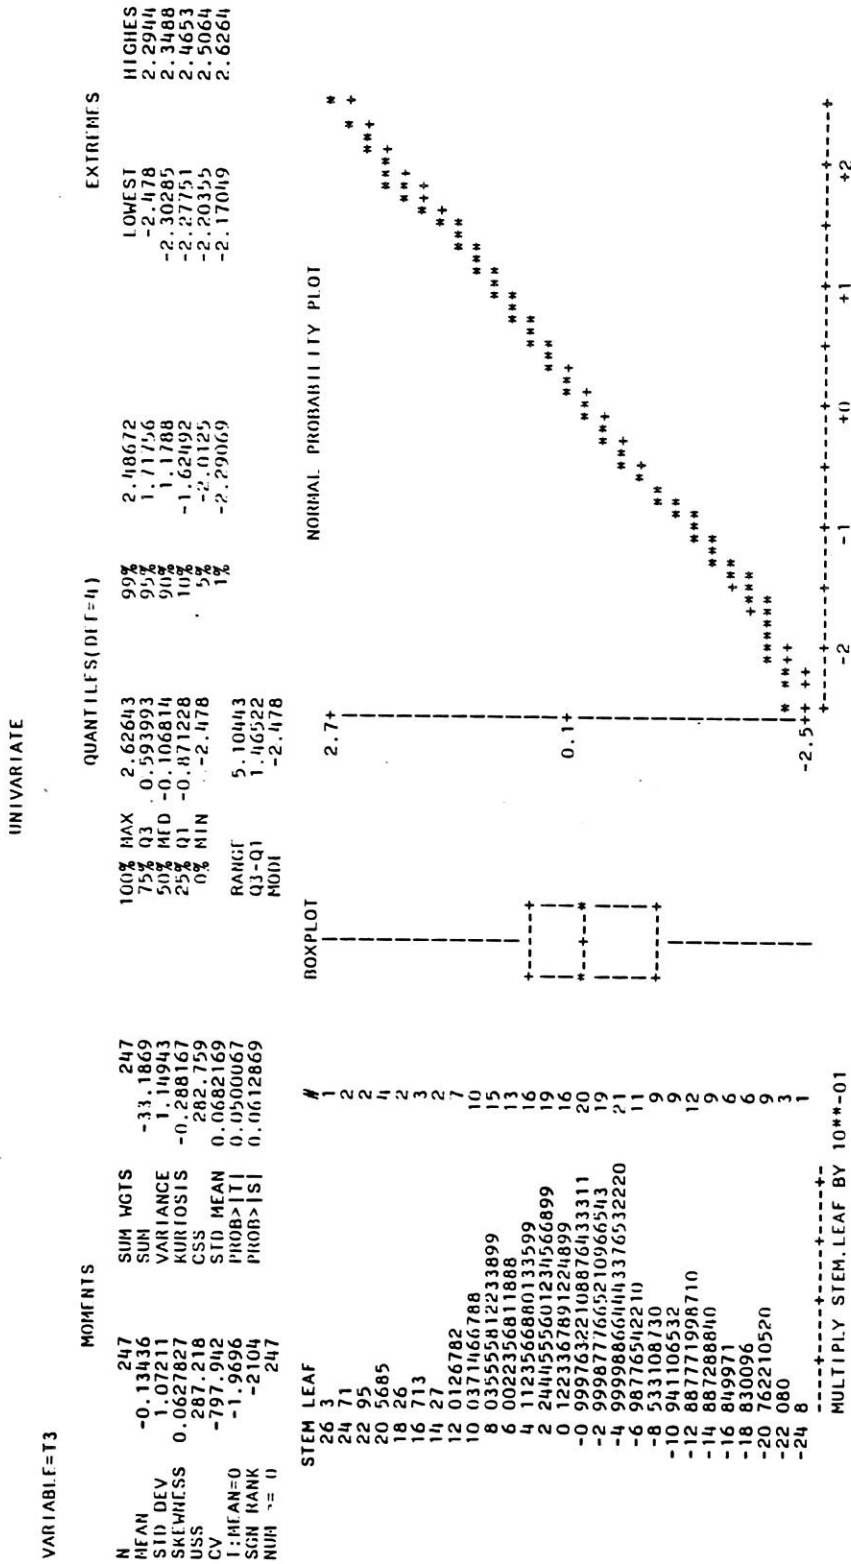 UNIVARIATE
VARIABLE=T3
MOMENTS
N 247 SUM WGTS 247
MEAN -0.13436 SUM -33.1869
STD DEV 1.07211 VARIANCE 1.14943
SKEWNESS 0.0627827 KURTOSIS -0.288167
USS 287.218 CSS 282.759
CV -797.942 STD MEAN 0.0682169
T:MEAN=0 -1.9696 PROB>|T| 0.0500067
SGN RANK -2104 PROB>|S| 0.0612869
NUM ¬= 0 247
QUANTILES(DEF=4)
100% MAX 2.62643 99% 2.48672
75% Q3 0.593993 95% 1.71756
50% MED -0.106814 90% 1.1788
25% Q1 -0.871228 10% -1.62492
0% MIN -2.478 5% -2.0125
1% -2.29069
RANGE 5.10443
Q3-Q1 1.46522
MODE -2.478
EXTREMES
LOWEST HIGHES
-2.478 2.2944
-2.30285 2.3488
-2.27751 2.4653
-2.20355 2.5064
-2.17049 2.6264
STEM LEAF #
26 3 1
24 71 2
22 95 2
20 5685 4
18 26 2
16 713 3
14 27 2
12 0126782 7
10 0371466788 10
8 035555812233899 15
6 0022356811888 13
4 1123566880133599 16
2 2444555601234566899 19
0 1223367891224899 16
-0 99976322108876433311 20
-2 9998777665210966543 19
-4 999988664443376532220 21
-6 98776542210 11
-8 533108730 9
-10 941106532 9
-12 887771998710 12
-14 887288840 9
-16 849971 6
-18 830096 6
-20 762210520 9
-22 080 3
-24 8 1
MULTIPLY STEM.LEAF BY 10**-01
BOXPLOT
NORMAL PROBABILITY PLOT
2.7
0.1
-2.5
-2 -1 +0 +1 +2